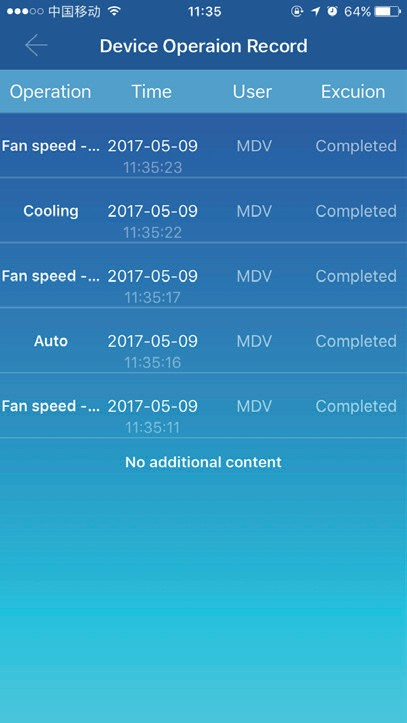 中国移动 11:35 64%
Device Operaion Record
Operation Time User Excuion
Fan speed -... 2017-05-09 MDV Completed
11:35:23
Cooling 2017-05-09 MDV Completed
11:35:22
Fan speed -... 2017-05-09 MDV Completed
11:35:17
Auto 2017-05-09 MDV Completed
11:35:16
Fan speed -... 2017-05-09 MDV Completed
11:35:11
No additional content